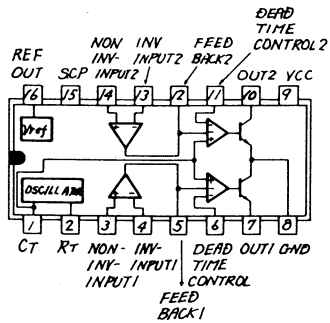 DEAD
TIME
CONTROL2
NON INV
INV- INPUT2
INPUT2
FEED
BACK2
REF
OUT
SCP
OUT2 VCC
16 15 14 13 12 11 10 9
Vref
OSCILLATOR
1 2 3 4 5 6 7 8
CT RT NON- INV-
INV- INPUT1
INPUT1
DEAD
TIME
CONTROL
OUT1 GND
FEED
BACK1